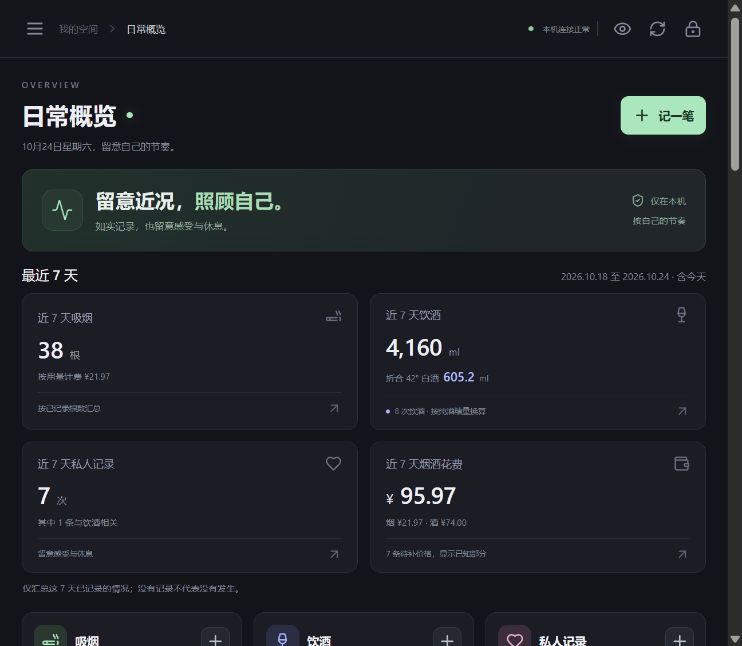 我的空间 日常概览
本机连接正常
OVERVIEW
日常概览
记一笔
10月24日星期六，留意自己的节奏。
留意近况，照顾自己。
如实记录，也留意感受与休息。
仅在本机
按自己的节奏
最近 7 天
2026.10.18 至 2026.10.24 · 含今天
近 7 天吸烟
38 根
按用量计费 ¥21.97
按已记录根数汇总
近 7 天饮酒
4,160 ml
折合 42° 白酒 605.2 ml
8 次饮酒 · 按纯酒精量换算
近 7 天私人记录
7 次
其中 1 条与饮酒相关
留意感受与休息
近 7 天烟酒花费
¥ 95.97
烟 ¥21.97 · 酒 ¥74.00
7 条待补价格，显示已知部分
仅汇总这 7 天已记录的情况；没有记录不代表没有发生。
吸烟
饮酒
私人记录